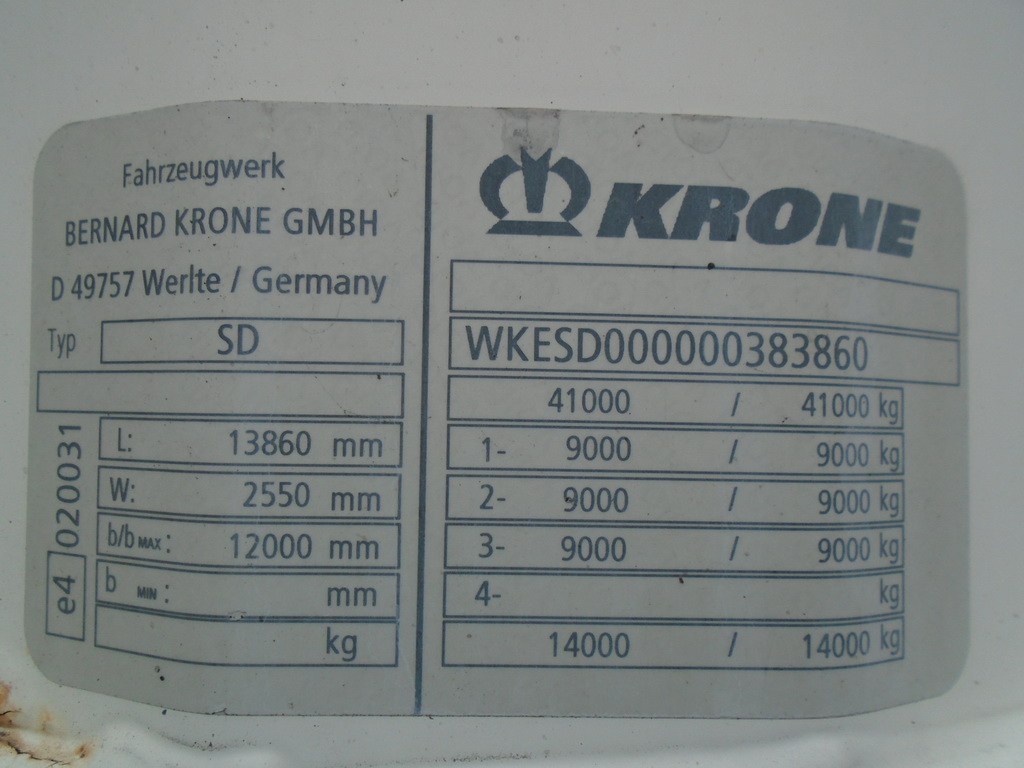 Fahrzeugwerk
BERNARD KRONE GMBH
D 49757 Werlte / Germany
Typ SD
L: 13860 mm
W: 2550 mm
b/b MAX: 12000 mm
b MIN: mm
kg
e4 020031
KRONE
WKESD000000383860
41000 / 41000 kg
1- 9000 / 9000 kg
2- 9000 / 9000 kg
3- 9000 / 9000 kg
4- kg
14000 / 14000 kg